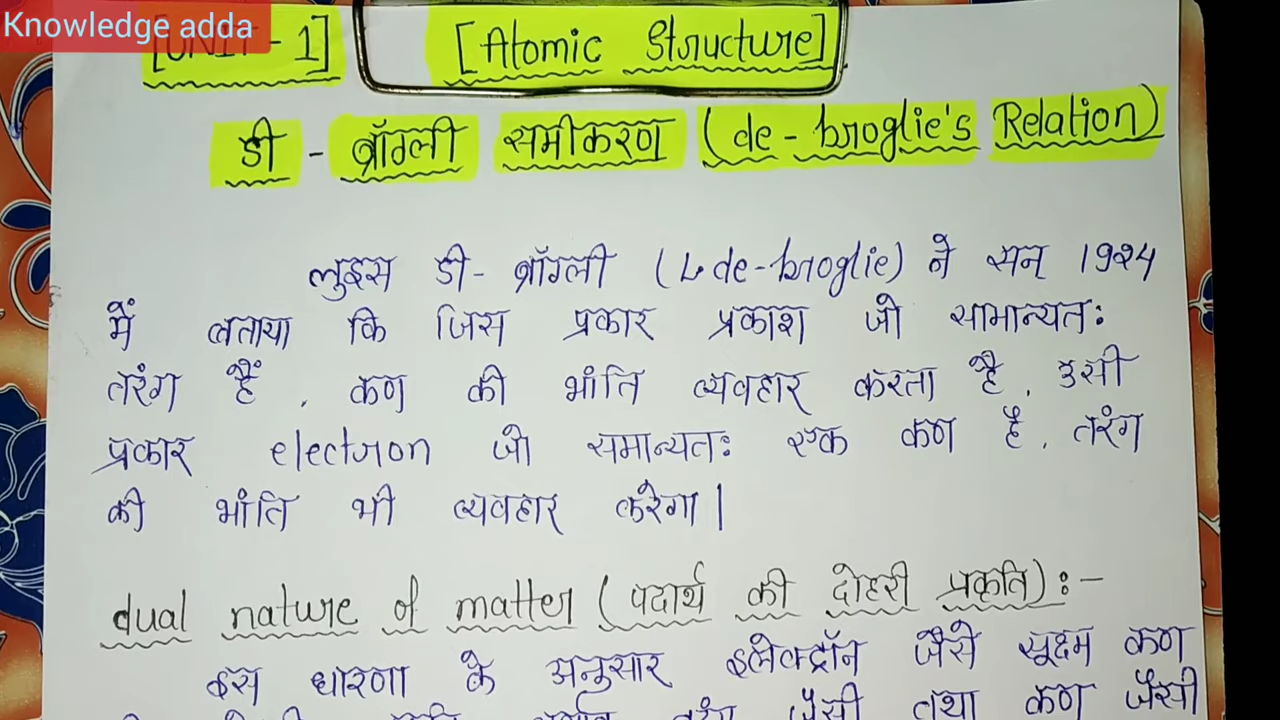 Knowledge adda
[UNIT-1] [Atomic Structure]
डी - ब्रॉग्ली समीकरण (de-broglie's Relation)
लुइस डी- ब्रॉग्ली (L de-broglie) ने सन् 1924
में बताया कि जिस प्रकार प्रकाश जो सामान्यतः
तरंग हैं , कण की भांति व्यवहार करता है , उसी
प्रकार electron जो समान्यतः एक कण है , तरंग
की भांति भी व्यवहार करेगा |
dual nature of matter (पदार्थ की दोहरी प्रकृति) :-
इस धारणा के अनुसार इलेक्ट्रॉन जैसे सूक्ष्म कण
तरंग जैसी तथा कण जैसी